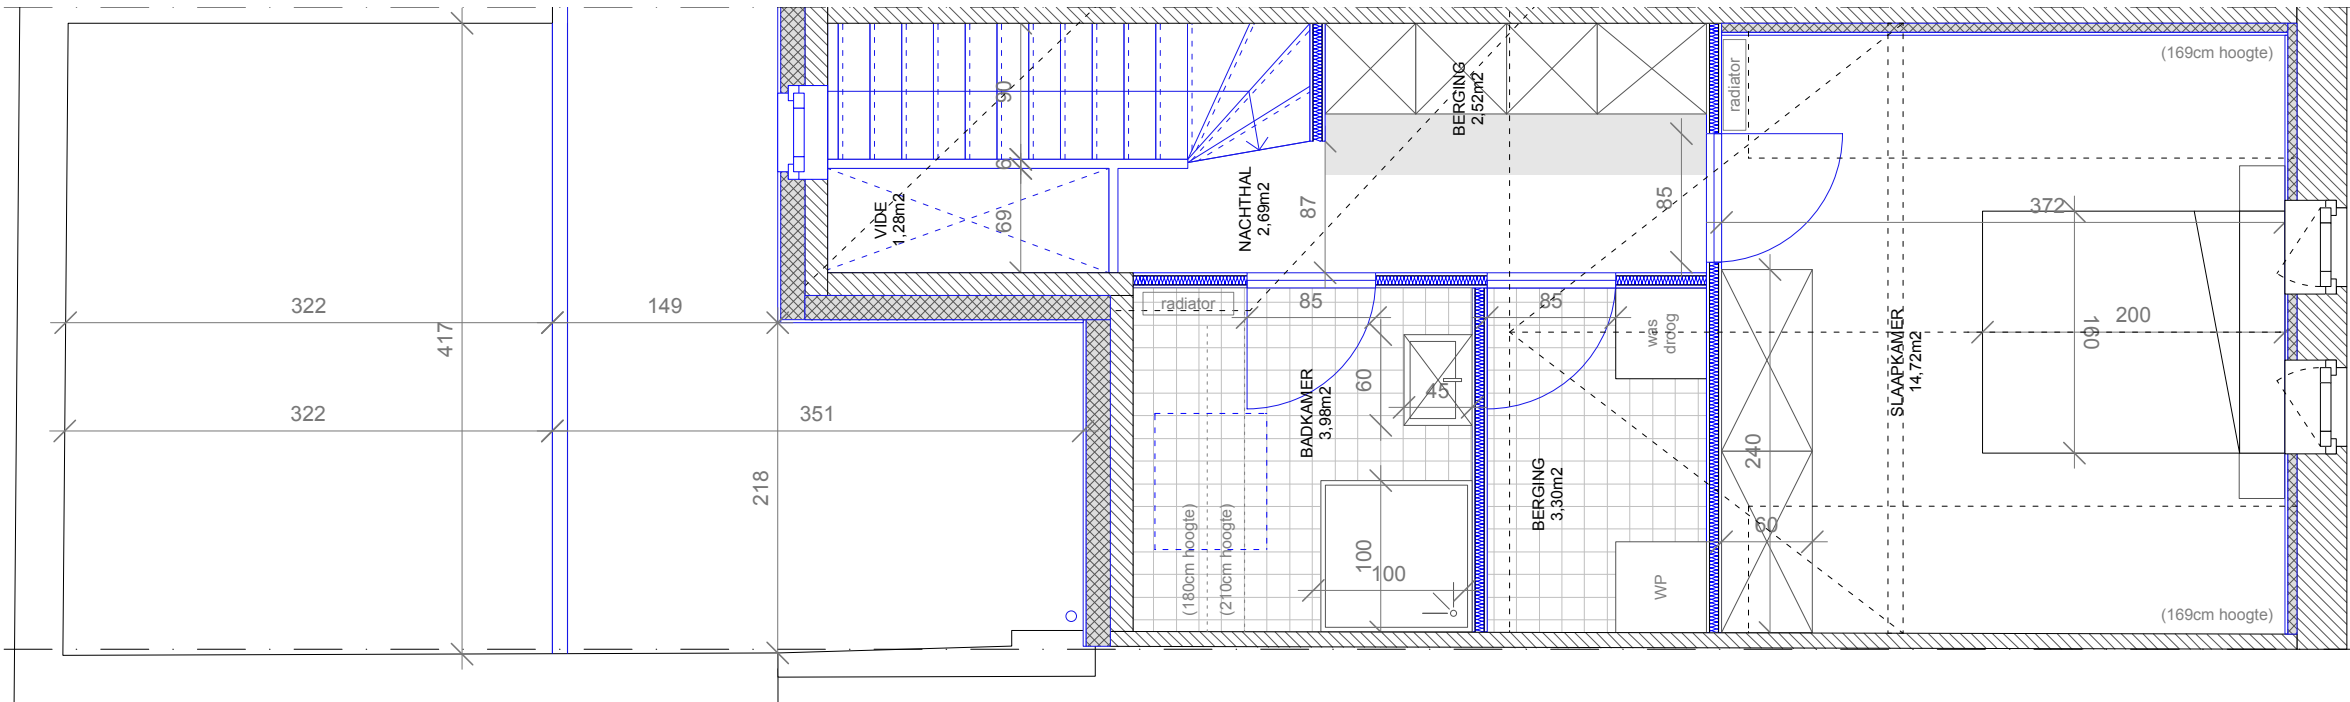 (169cm hoogte)
radiator
BERGING
2,52m2
90
6
VIDE
1,28m2
69
NACHTHAL
2,69m2
87
85
372
322
149
417
radiator
85
85
was
droog
200
160
SLAAPKAMER
14,72m2
60
45
BADKAMER
3,98m2
322
351
240
218
BERGING
3,30m2
60
100
100
(180cm hoogte)
(210cm hoogte)
WP
(169cm hoogte)